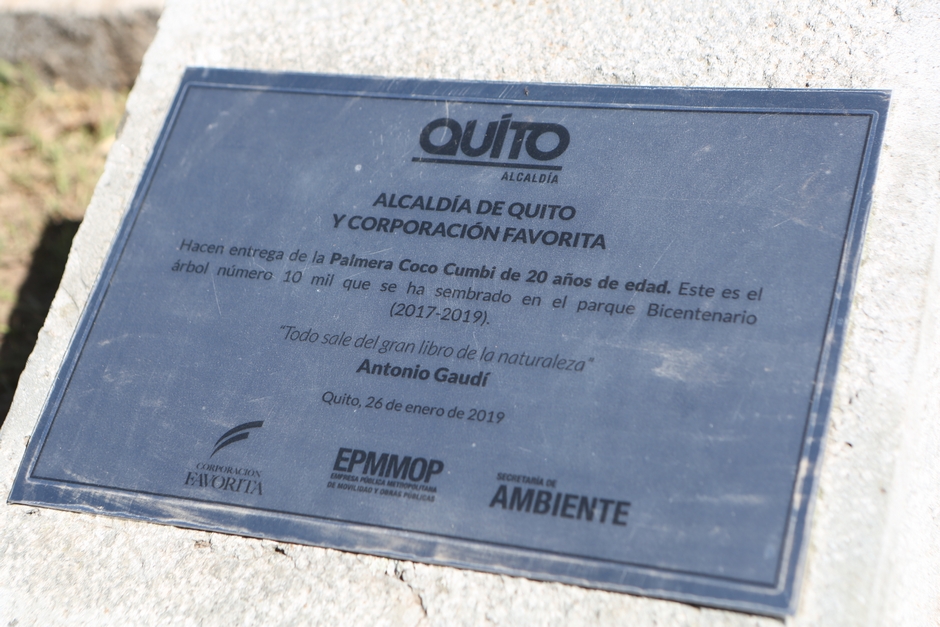 QUÍTO
ALCALDÍA
ALCALDÍA DE QUITO
Y CORPORACIÓN FAVORITA
Hacen entrega de la Palmera Coco Cumbi de 20 años de edad. Este es el
árbol número 10 mil que se ha sembrado en el parque Bicentenario
(2017-2019).
"Todo sale del gran libro de la naturaleza"
Antonio Gaudí
Quito, 26 de enero de 2019
CORPORACIÓN
FAVORITA
EPMMOP
EMPRESA PÚBLICA METROPOLITANA
DE MOVILIDAD Y OBRAS PÚBLICAS
SECRETARÍA DE
AMBIENTE